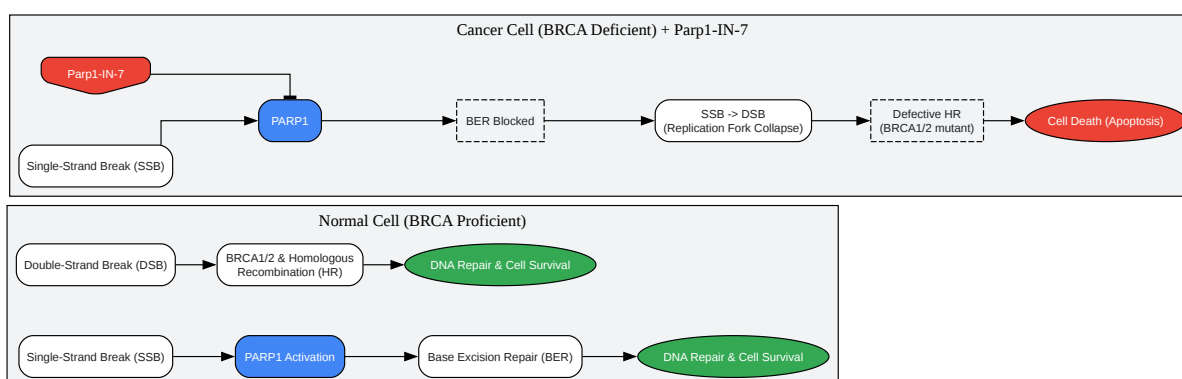 Cancer Cell (BRCA Deficient) + Parp1-IN-7
Parp1-IN-7
PARP1
BER Blocked
SSB -> DSB
(Replication Fork Collapse)
Defective HR
(BRCA1/2 mutant)
Cell Death (Apoptosis)
Single-Strand Break (SSB)
Normal Cell (BRCA Proficient)
Double-Strand Break (DSB)
BRCA1/2 & Homologous
Recombination (HR)
DNA Repair & Cell Survival
Single-Strand Break (SSB)
PARP1 Activation
Base Excision Repair (BER)
DNA Repair & Cell Survival